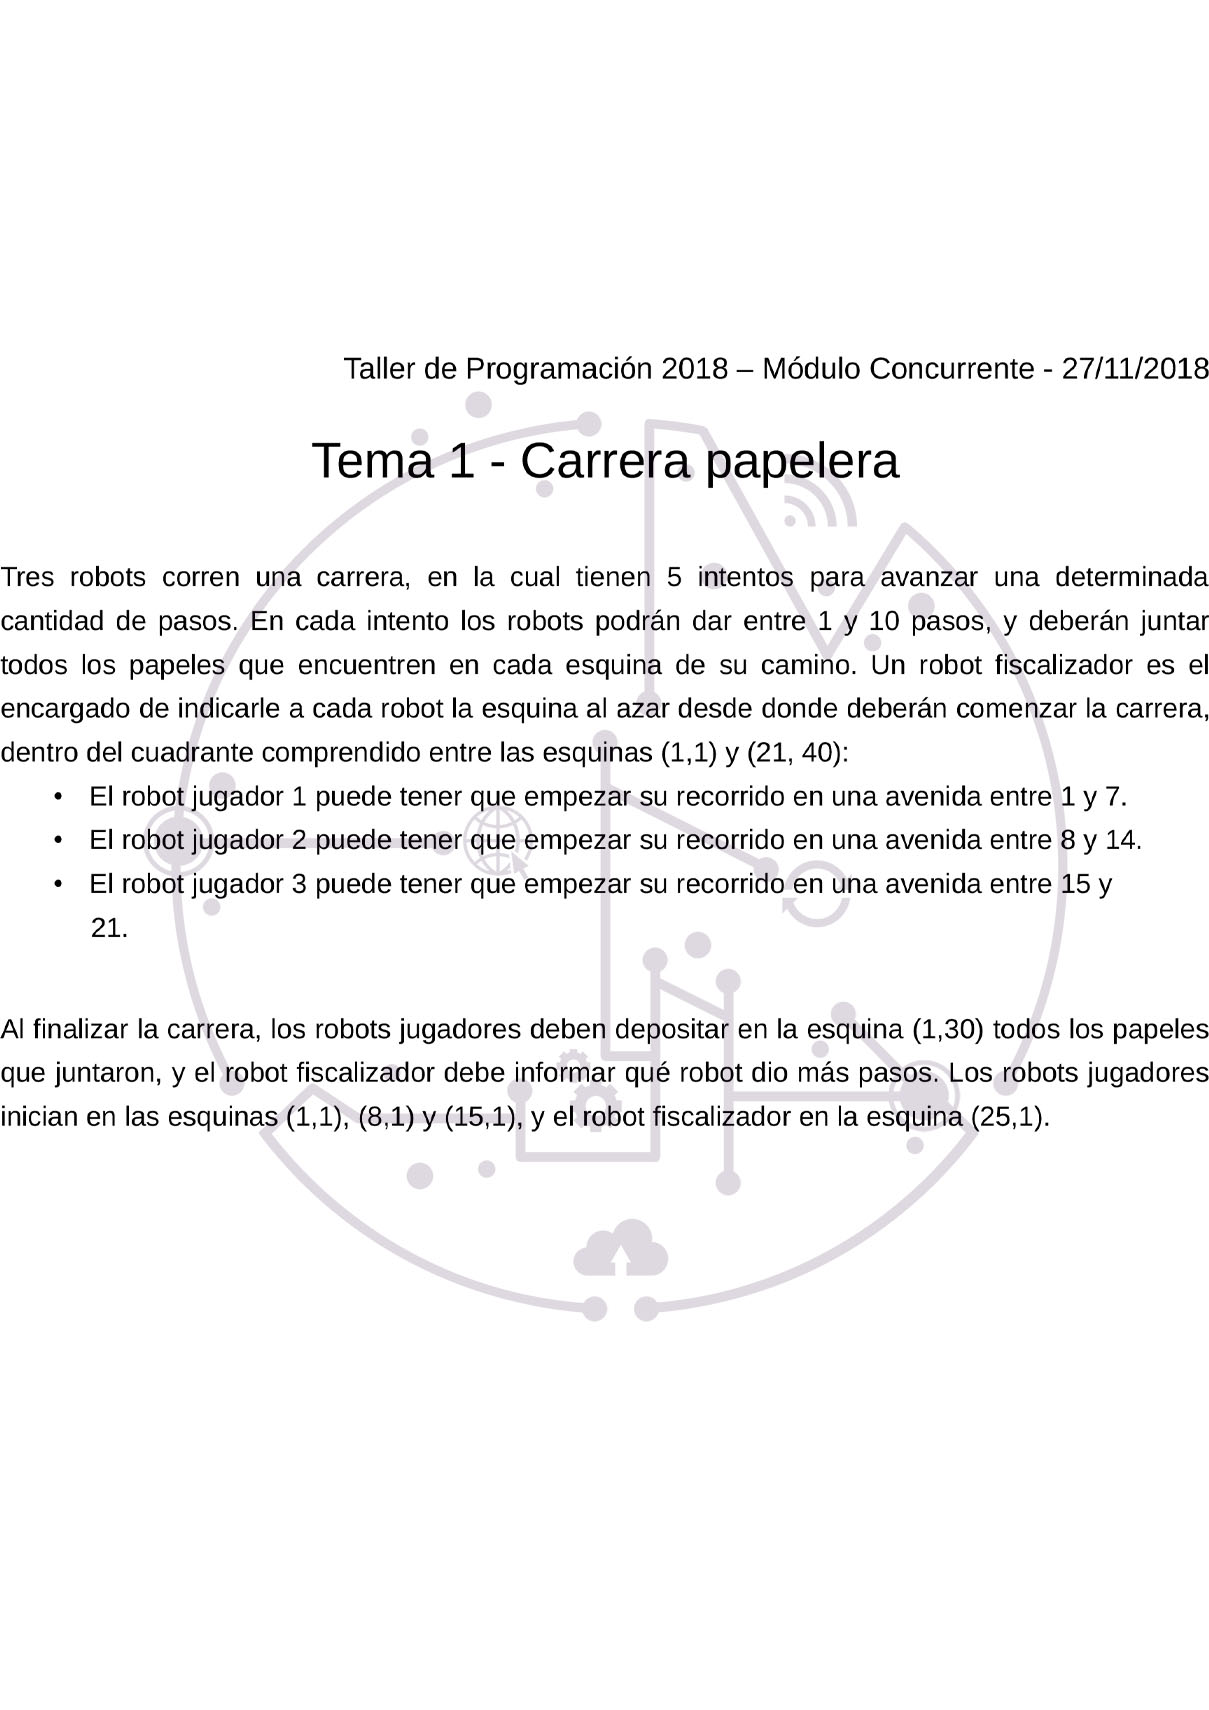 Taller de Programación 2018 – Módulo Concurrente - 27/11/2018
Tema 1 - Carrera papelera
Tres robots corren una carrera, en la cual tienen 5 intentos para avanzar una determinada
cantidad de pasos. En cada intento los robots podrán dar entre 1 y 10 pasos, y deberán juntar
todos los papeles que encuentren en cada esquina de su camino. Un robot fiscalizador es el
encargado de indicarle a cada robot la esquina al azar desde donde deberán comenzar la carrera,
dentro del cuadrante comprendido entre las esquinas (1,1) y (21, 40):
• El robot jugador 1 puede tener que empezar su recorrido en una avenida entre 1 y 7.
• El robot jugador 2 puede tener que empezar su recorrido en una avenida entre 8 y 14.
• El robot jugador 3 puede tener que empezar su recorrido en una avenida entre 15 y
21.
Al finalizar la carrera, los robots jugadores deben depositar en la esquina (1,30) todos los papeles
que juntaron, y el robot fiscalizador debe informar qué robot dio más pasos. Los robots jugadores
inician en las esquinas (1,1), (8,1) y (15,1), y el robot fiscalizador en la esquina (25,1).